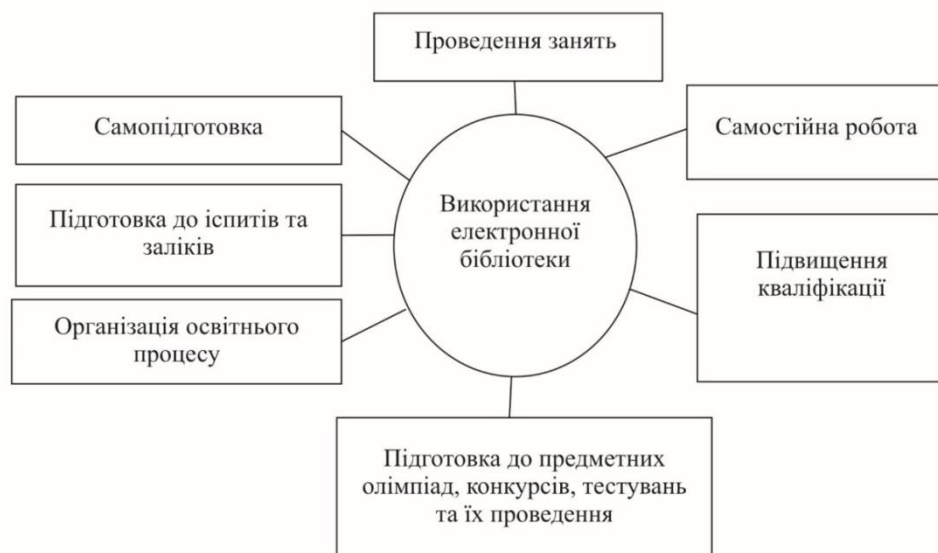 Проведення занять
Самопідготовка
Самостійна робота
Використання
електронної
бібліотеки
Підготовка до іспитів та
заліків
Підвищення
кваліфікації
Організація освітнього
процесу
Підготовка до предметних
олімпіад, конкурсів, тестувань
та їх проведення